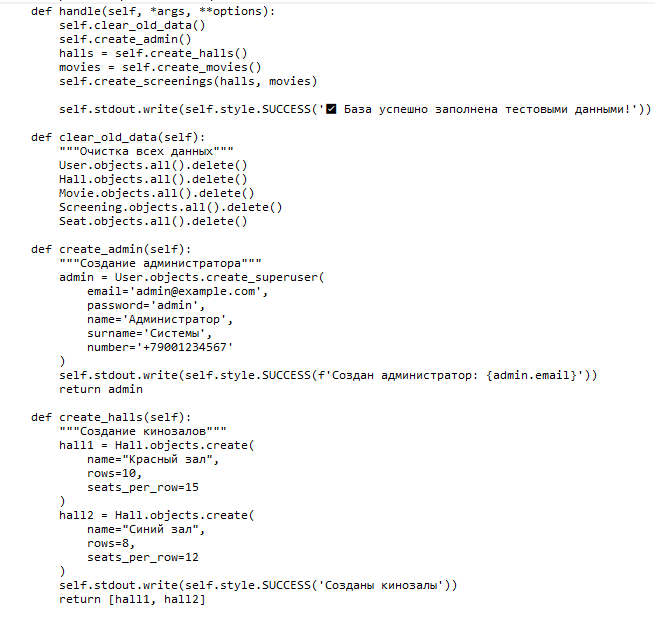 def handle(self, *args, **options):
    self.clear_old_data()
    self.create_admin()
    halls = self.create_halls()
    movies = self.create_movies()
    self.create_screenings(halls, movies)

    self.stdout.write(self.style.SUCCESS('✅ База успешно заполнена тестовыми данными!'))

def clear_old_data(self):
    """Очистка всех данных"""
    User.objects.all().delete()
    Hall.objects.all().delete()
    Movie.objects.all().delete()
    Screening.objects.all().delete()
    Seat.objects.all().delete()

def create_admin(self):
    """Создание администратора"""
    admin = User.objects.create_superuser(
        email='admin@example.com',
        password='admin',
        name='Администратор',
        surname='Системы',
        number='+79001234567'
    )
    self.stdout.write(self.style.SUCCESS(f'Создан администратор: {admin.email}'))
    return admin

def create_halls(self):
    """Создание кинозалов"""
    hall1 = Hall.objects.create(
        name="Красный зал",
        rows=10,
        seats_per_row=15
    )
    hall2 = Hall.objects.create(
        name="Синий зал",
        rows=8,
        seats_per_row=12
    )
    self.stdout.write(self.style.SUCCESS('Созданы кинозалы'))
    return [hall1, hall2]